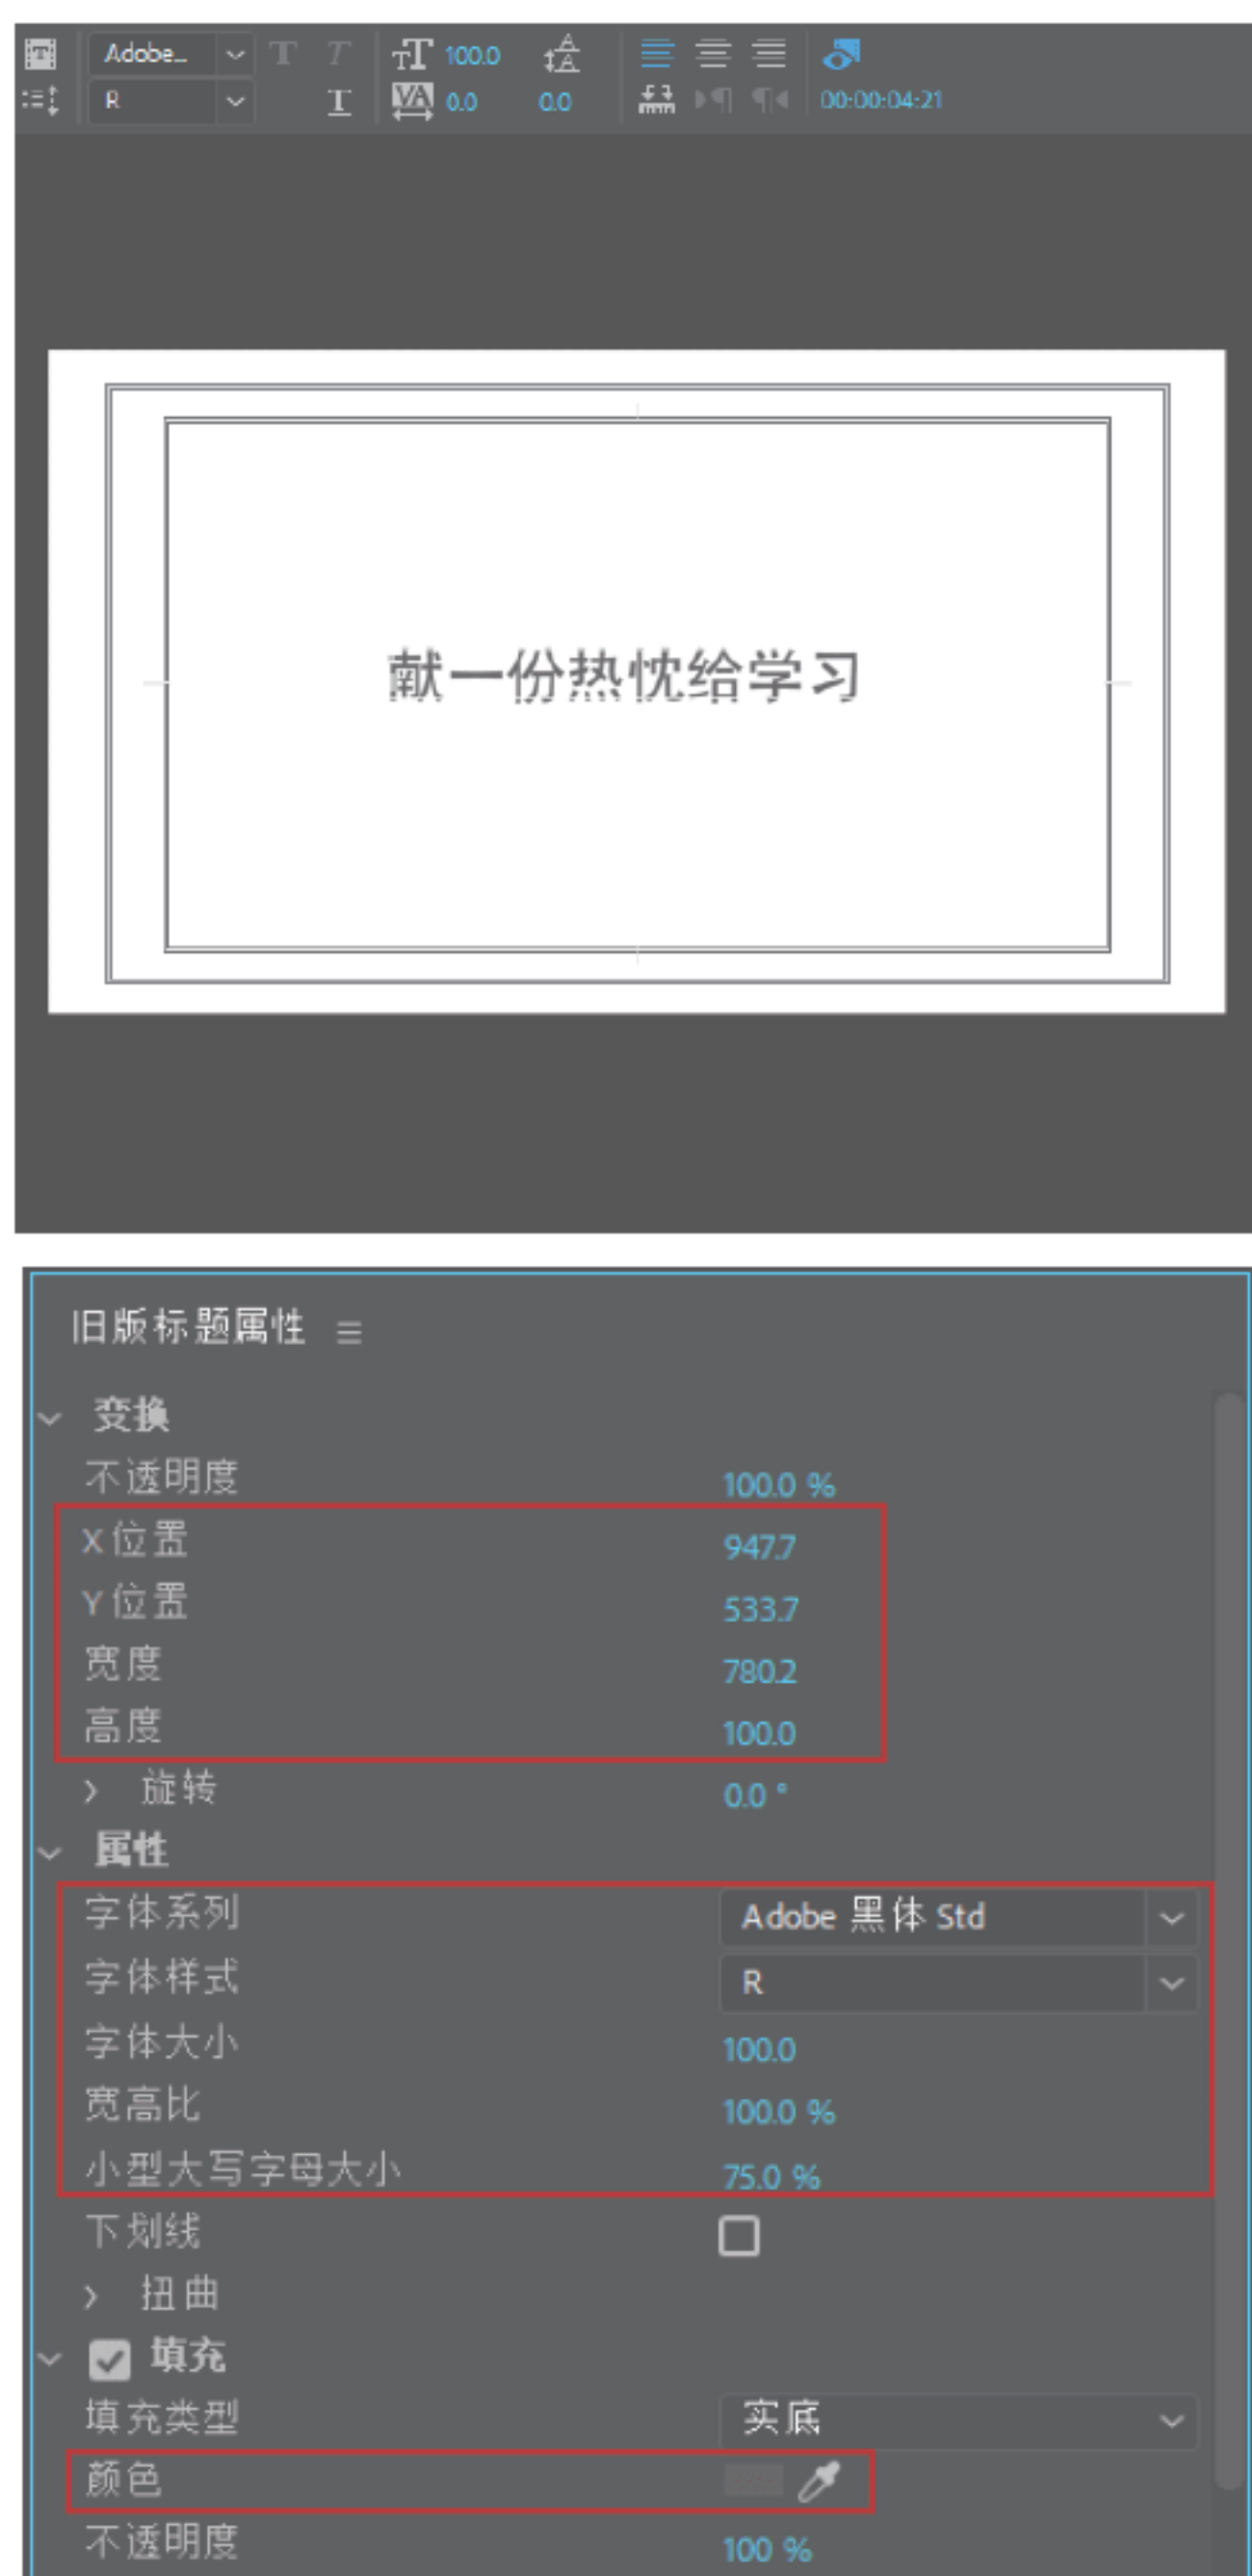 Adobe... T T T 100.0
R T VA 0.0 0.0 00:00:04:21
献一份热忱给学习
旧版标题属性
变换
不透明度 100.0 %
X 位置 947.7
Y 位置 533.7
宽度 780.2
高度 100.0
旋转 0.0 °
属性
字体系列 Adobe 黑体 Std
字体样式 R
字体大小 100.0
宽高比 100.0 %
小型大写字母大小 75.0 %
下划线
扭曲
填充
填充类型 实底
颜色
不透明度 100 %